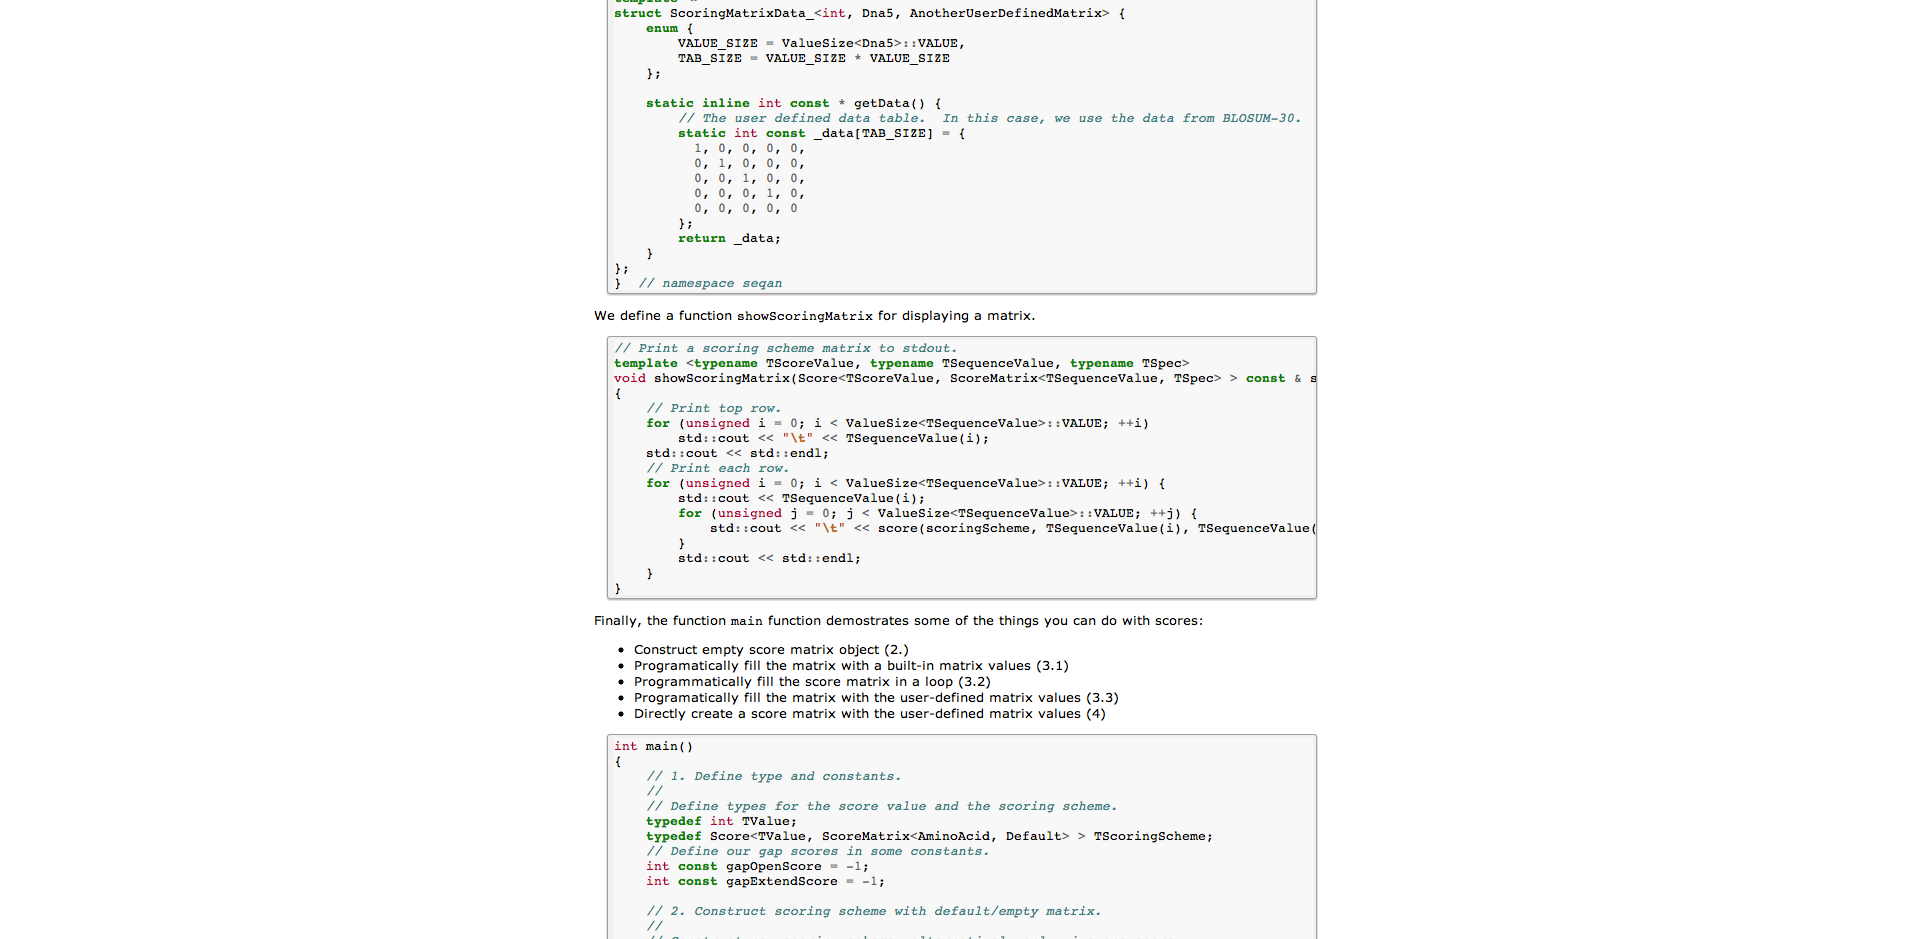 struct ScoringMatrixData_<int, Dna5, AnotherUserDefinedMatrix> {
enum {
VALUE_SIZE = ValueSize<Dna5>::VALUE,
TAB_SIZE = VALUE_SIZE * VALUE_SIZE
};
static inline int const * getData() {
// The user defined data table.  In this case, we use the data from BLOSUM-30.
static int const _data[TAB_SIZE] = {
1, 0, 0, 0, 0,
0, 1, 0, 0, 0,
0, 0, 1, 0, 0,
0, 0, 0, 1, 0,
0, 0, 0, 0, 0
};
return _data;
}
};
}  // namespace seqan
We define a function showScoringMatrix for displaying a matrix.
// Print a scoring scheme matrix to stdout.
template <typename TScoreValue, typename TSequenceValue, typename TSpec>
void showScoringMatrix(Score<TScoreValue, ScoreMatrix<TSequenceValue, TSpec> > const & s
{
// Print top row.
for (unsigned i = 0; i < ValueSize<TSequenceValue>::VALUE; ++i)
std::cout << "\t" << TSequenceValue(i);
std::cout << std::endl;
// Print each row.
for (unsigned i = 0; i < ValueSize<TSequenceValue>::VALUE; ++i) {
std::cout << TSequenceValue(i);
for (unsigned j = 0; j < ValueSize<TSequenceValue>::VALUE; ++j) {
std::cout << "\t" << score(scoringScheme, TSequenceValue(i), TSequenceValue(
}
std::cout << std::endl;
}
}
Finally, the function main function demostrates some of the things you can do with scores:
• Construct empty score matrix object (2.)
• Programatically fill the matrix with a built-in matrix values (3.1)
• Programmatically fill the score matrix in a loop (3.2)
• Programatically fill the matrix with the user-defined matrix values (3.3)
• Directly create a score matrix with the user-defined matrix values (4)
int main()
{
// 1. Define type and constants.
//
// Define types for the score value and the scoring scheme.
typedef int TValue;
typedef Score<TValue, ScoreMatrix<AminoAcid, Default> > TScoringScheme;
// Define our gap scores in some constants.
int const gapOpenScore = -1;
int const gapExtendScore = -1;
// 2. Construct scoring scheme with default/empty matrix.
//